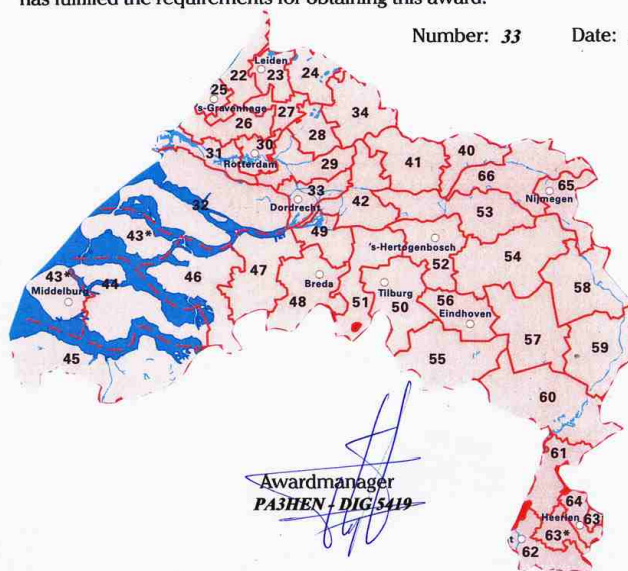 has fulfilled the requirements for obtaining this award.
Number: 33 Date:
Leiden
22 23 24
25
's-Gravenhage
26 27 34
28
31 30
Rotterdam
29 41 40
66
65
Nijmegen
32 33
Dordrecht
42 53
43*
49
's-Hertogenbosch
52 54
43*
44 46 47
Middelburg
48 Breda
51 Tilburg
50
56
Eindhoven
58
57
59
45
55
60
61
Awardmanager
PA3HEN - DIG 5419
64
Heerlen 63
63*
t
62